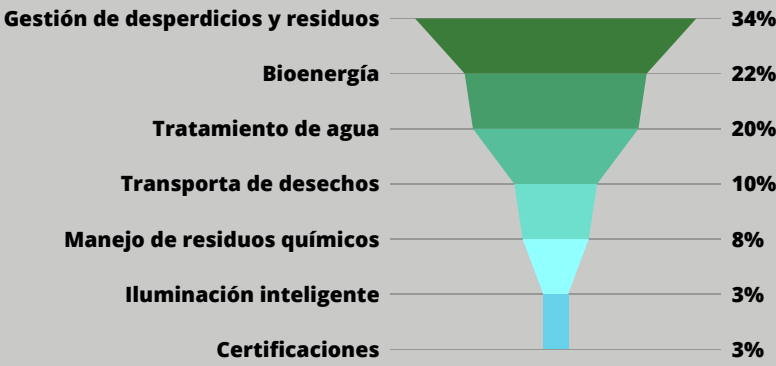 Gestión de desperdicios y residuos 34%
Bioenergía 22%
Tratamiento de agua 20%
Transporta de desechos 10%
Manejo de residuos químicos 8%
Iluminación inteligente 3%
Certificaciones 3%